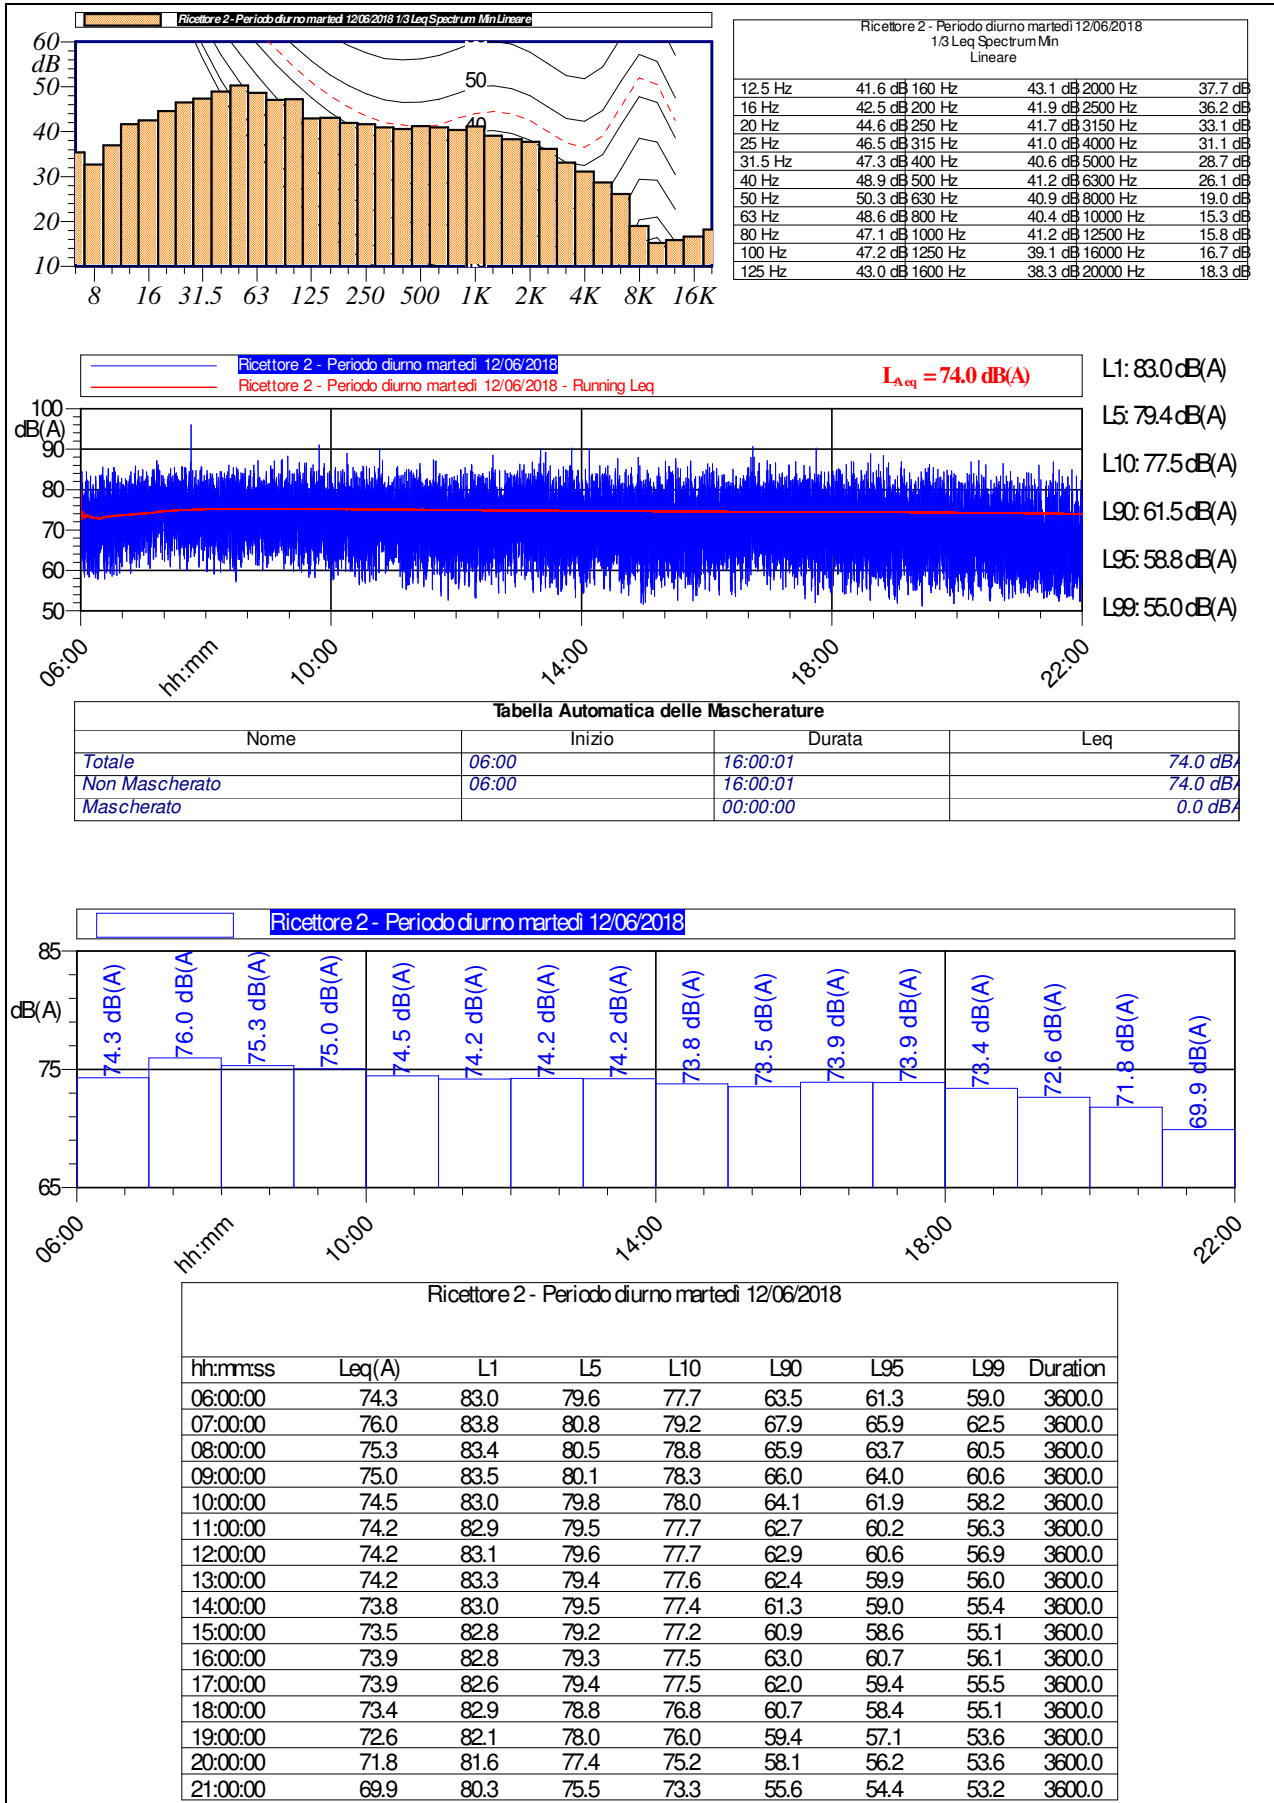 Ricettore 2 - Periodo diurno martedì 12/06/2018 1/3 Leq Spectrum Min Lineare
60
dB
50
40
30
20
10
50
40
8 16 31.5 63 125 250 500 1K 2K 4K 8K 16K
Ricettore 2 - Periodo diurno martedì 12/06/2018
1/3 Leq Spectrum Min
Lineare
12.5 Hz 41.6 dB 160 Hz 43.1 dB 2000 Hz 37.7 dB
16 Hz 42.5 dB 200 Hz 41.9 dB 2500 Hz 36.2 dB
20 Hz 44.6 dB 250 Hz 41.7 dB 3150 Hz 33.1 dB
25 Hz 46.5 dB 315 Hz 41.0 dB 4000 Hz 31.1 dB
31.5 Hz 47.3 dB 400 Hz 40.6 dB 5000 Hz 28.7 dB
40 Hz 48.9 dB 500 Hz 41.2 dB 6300 Hz 26.1 dB
50 Hz 50.3 dB 630 Hz 40.9 dB 8000 Hz 19.0 dB
63 Hz 48.6 dB 800 Hz 40.4 dB 10000 Hz 15.3 dB
80 Hz 47.1 dB 1000 Hz 41.2 dB 12500 Hz 15.8 dB
100 Hz 47.2 dB 1250 Hz 39.1 dB 16000 Hz 16.7 dB
125 Hz 43.0 dB 1600 Hz 38.3 dB 20000 Hz 18.3 dB
Ricettore 2 - Periodo diurno martedì 12/06/2018
Ricettore 2 - Periodo diurno martedì 12/06/2018 - Running Leq
LAeq = 74.0 dB(A)
L1: 83.0 dB(A)
L5: 79.4 dB(A)
L10: 77.5 dB(A)
L90: 61.5 dB(A)
L95: 58.8 dB(A)
L99: 55.0 dB(A)
100
dB(A)
90
80
70
60
50
06:00 hh:mm 10:00 14:00 18:00 22:00
Tabella Automatica delle Mascherature
Nome Inizio Durata Leq
Totale 06:00 16:00:01 74.0 dBA
Non Mascherato 06:00 16:00:01 74.0 dBA
Mascherato 00:00:00 0.0 dBA
Ricettore 2 - Periodo diurno martedì 12/06/2018
85
dB(A)
75
65
74.3 dB(A) 76.0 dB(A 75.3 dB(A) 75.0 dB(A) 74.5 dB(A) 74.2 dB(A) 74.2 dB(A) 74.2 dB(A) 73.8 dB(A) 73.5 dB(A) 73.9 dB(A) 73.9 dB(A) 73.4 dB(A) 72.6 dB(A) 71.8 dB(A) 69.9 dB(A)
06:00 hh:mm 10:00 14:00 18:00 22:00
Ricettore 2 - Periodo diurno martedì 12/06/2018
hh:mm:ss Leq(A) L1 L5 L10 L90 L95 L99 Duration
06:00:00 74.3 83.0 79.6 77.7 63.5 61.3 59.0 3600.0
07:00:00 76.0 83.8 80.8 79.2 67.9 65.9 62.5 3600.0
08:00:00 75.3 83.4 80.5 78.8 65.9 63.7 60.5 3600.0
09:00:00 75.0 83.5 80.1 78.3 66.0 64.0 60.6 3600.0
10:00:00 74.5 83.0 79.8 78.0 64.1 61.9 58.2 3600.0
11:00:00 74.2 82.9 79.5 77.7 62.7 60.2 56.3 3600.0
12:00:00 74.2 83.1 79.6 77.7 62.9 60.6 56.9 3600.0
13:00:00 74.2 83.3 79.4 77.6 62.4 59.9 56.0 3600.0
14:00:00 73.8 83.0 79.5 77.4 61.3 59.0 55.4 3600.0
15:00:00 73.5 82.8 79.2 77.2 60.9 58.6 55.1 3600.0
16:00:00 73.9 82.8 79.3 77.5 63.0 60.7 56.1 3600.0
17:00:00 73.9 82.6 79.4 77.5 62.0 59.4 55.5 3600.0
18:00:00 73.4 82.9 78.8 76.8 60.7 58.4 55.1 3600.0
19:00:00 72.6 82.1 78.0 76.0 59.4 57.1 53.6 3600.0
20:00:00 71.8 81.6 77.4 75.2 58.1 56.2 53.6 3600.0
21:00:00 69.9 80.3 75.5 73.3 55.6 54.4 53.2 3600.0